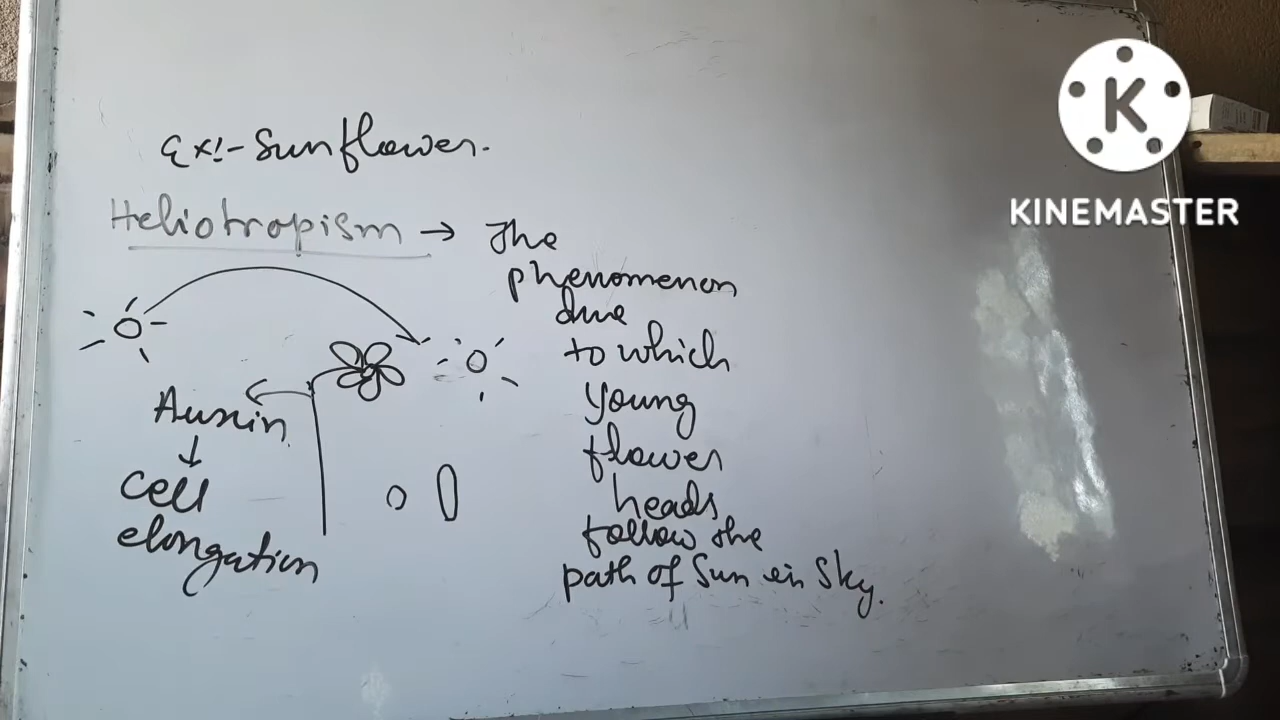 Ex:- Sunflower.
Heliotropism → The
phenomenon
due
to which
young
flower
heads
follow the
path of Sun in Sky.
Auxin
↓
Cell
elongation
K
KINEMASTER